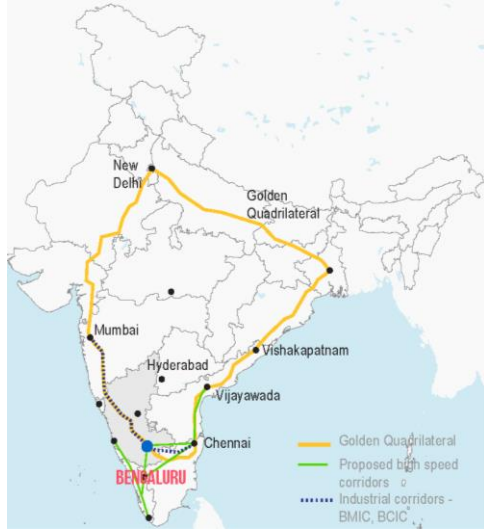 New
Delhi
Golden
Quadrilateral
Mumbai
Vishakapatnam
Hyderabad
Vijayawada
Chennai
BENGALURU
Golden Quadrilateral
Proposed high speed
corridors
Industrial corridors -
BMIC, BCIC